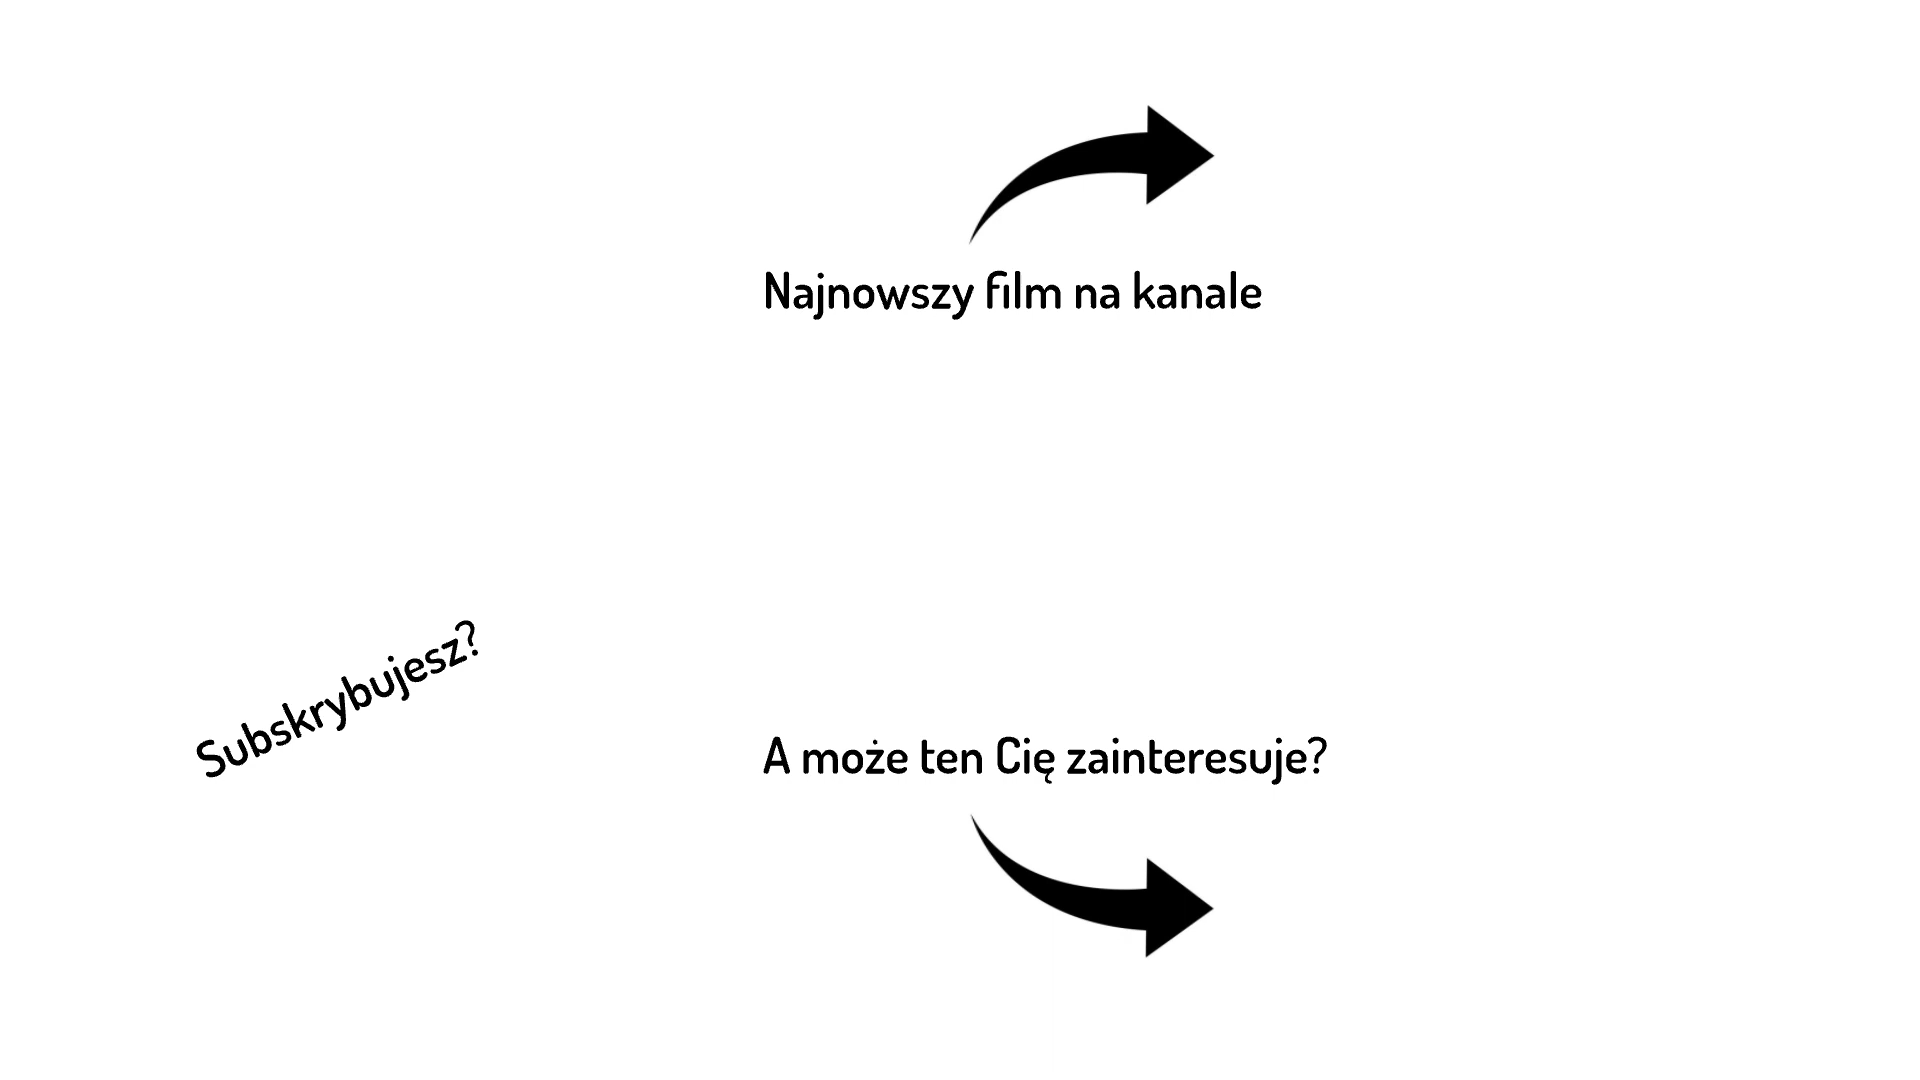 Najnowszy film na kanale
Subskrybujesz?
A może ten Cię zainteresuje?